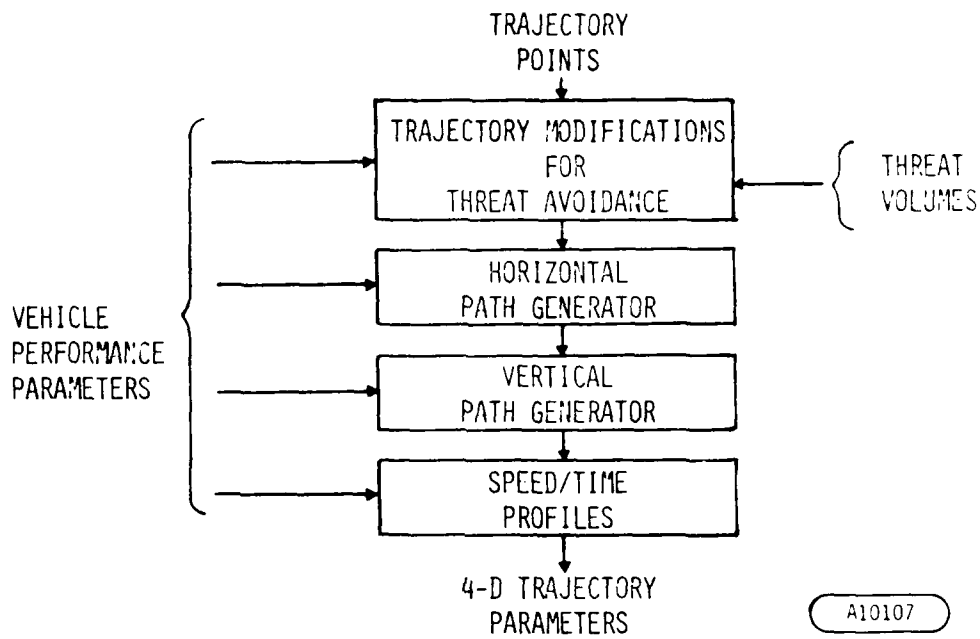 TRAJECTORY
POINTS
TRAJECTORY MODIFICATIONS
FOR
THREAT AVOIDANCE
THREAT
VOLUMES
HORIZONTAL
PATH GENERATOR
VEHICLE
PERFORMANCE
PARAMETERS
VERTICAL
PATH GENERATOR
SPEED/TIME
PROFILES
4-D TRAJECTORY
PARAMETERS
A10107